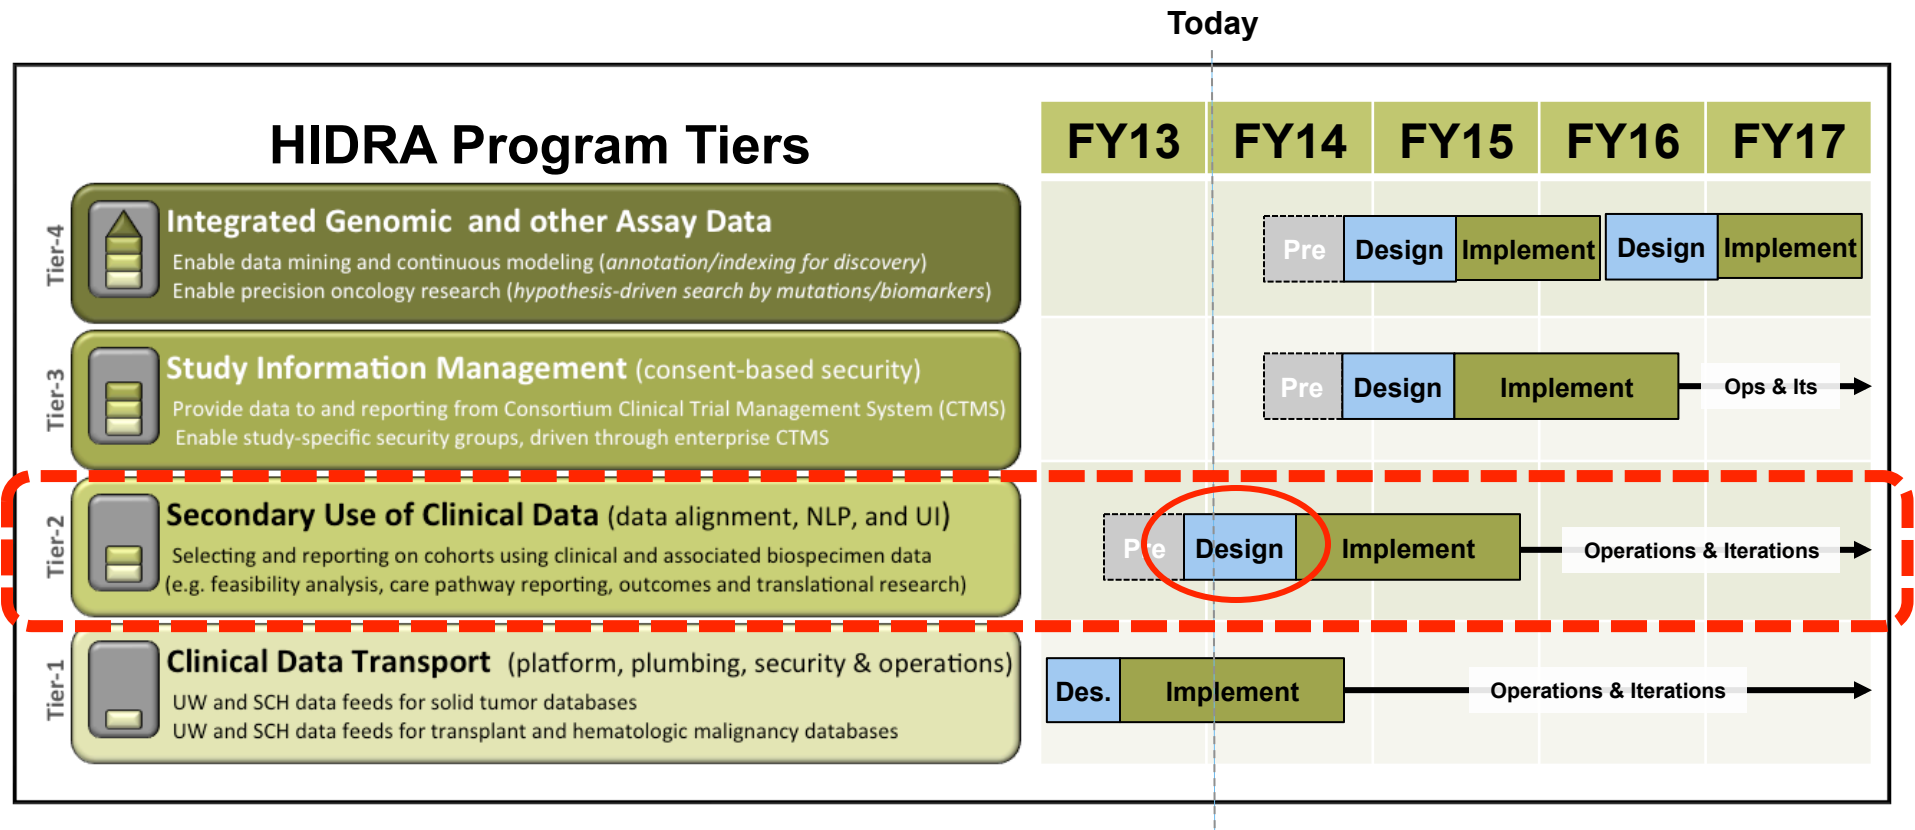 Today
HIDRA Program Tiers
FY13 FY14 FY15 FY16 FY17
Tier-4
Integrated Genomic and other Assay Data
Enable data mining and continuous modeling (annotation/indexing for discovery)
Enable precision oncology research (hypothesis-driven search by mutations/biomarkers)
Pre Design Implement Design Implement
Tier-3
Study Information Management (consent-based security)
Provide data to and reporting from Consortium Clinical Trial Management System (CTMS)
Enable study-specific security groups, driven through enterprise CTMS
Pre Design Implement Ops & Its
Tier-2
Secondary Use of Clinical Data (data alignment, NLP, and UI)
Selecting and reporting on cohorts using clinical and associated biospecimen data
(e.g. feasibility analysis, care pathway reporting, outcomes and translational research)
Pre Design Implement Operations & Iterations
Tier-1
Clinical Data Transport (platform, plumbing, security & operations)
UW and SCH data feeds for solid tumor databases
UW and SCH data feeds for transplant and hematologic malignancy databases
Des. Implement Operations & Iterations